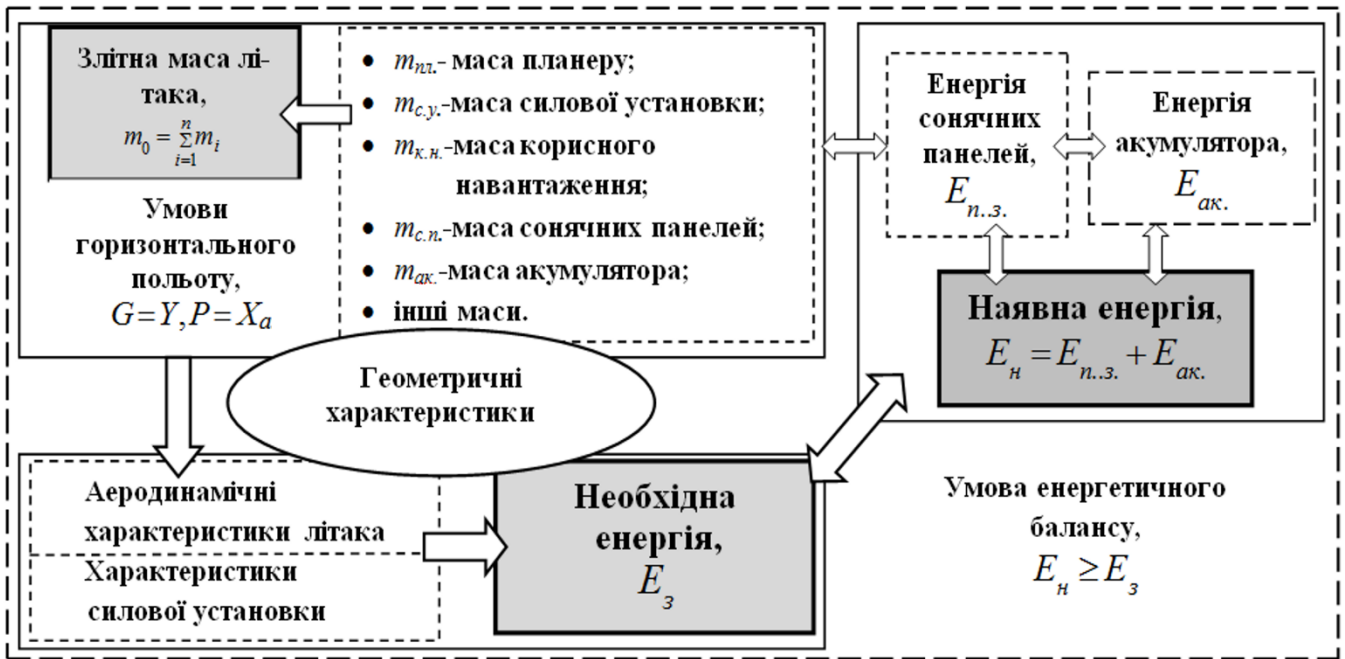 Злітна маса лі-
така,
m₀ = Σⁿᵢ₌₁ mᵢ
Умови
горизонтального
польоту,
G=Y, P=Xₐ
• mпл.- маса планеру;
• mс.у.-маса силової установки;
• mк.н.-маса корисного
навантаження;
• mс.п.-маса сонячних панелей;
• mак.-маса акумулятора;
• інші маси.
Енергія
сонячних
панелей,
Eп..з.
Енергія
акумулятора,
Eак.
Наявна енергія,
Eн = Eп..з. + Eак.
Геометричні
характеристики
Аеродинамічні
характеристики літака
Характеристики
силової установки
Необхідна
енергія,
Eз
Умова енергетичного
балансу,
Eн ≥ Eз